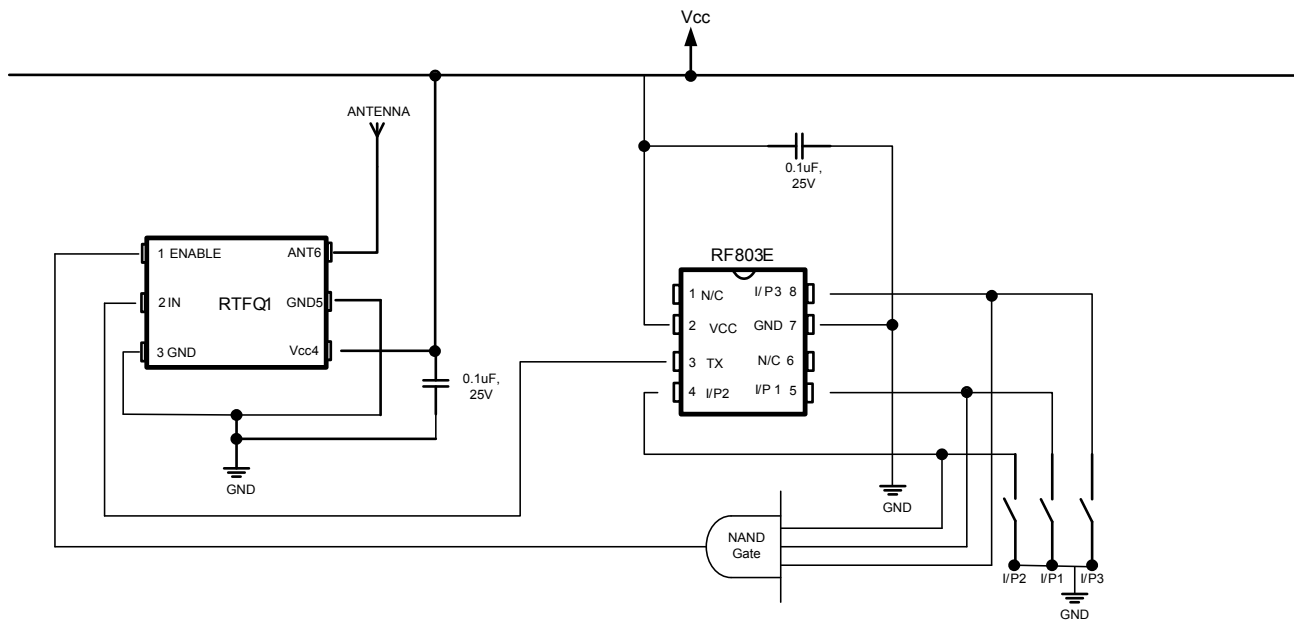 Vcc
ANTENNA
0.1uF,
25V
RF803E
1 ENABLE
ANT6
2 IN
RTFQ1
GND5
3 GND
Vcc4
1 N/C
I/P3 8
2 VCC
GND 7
3 TX
N/C 6
4 I/P2
I/P 1 5
0.1uF,
25V
GND
GND
NAND
Gate
I/P2
I/P1
I/P3
GND